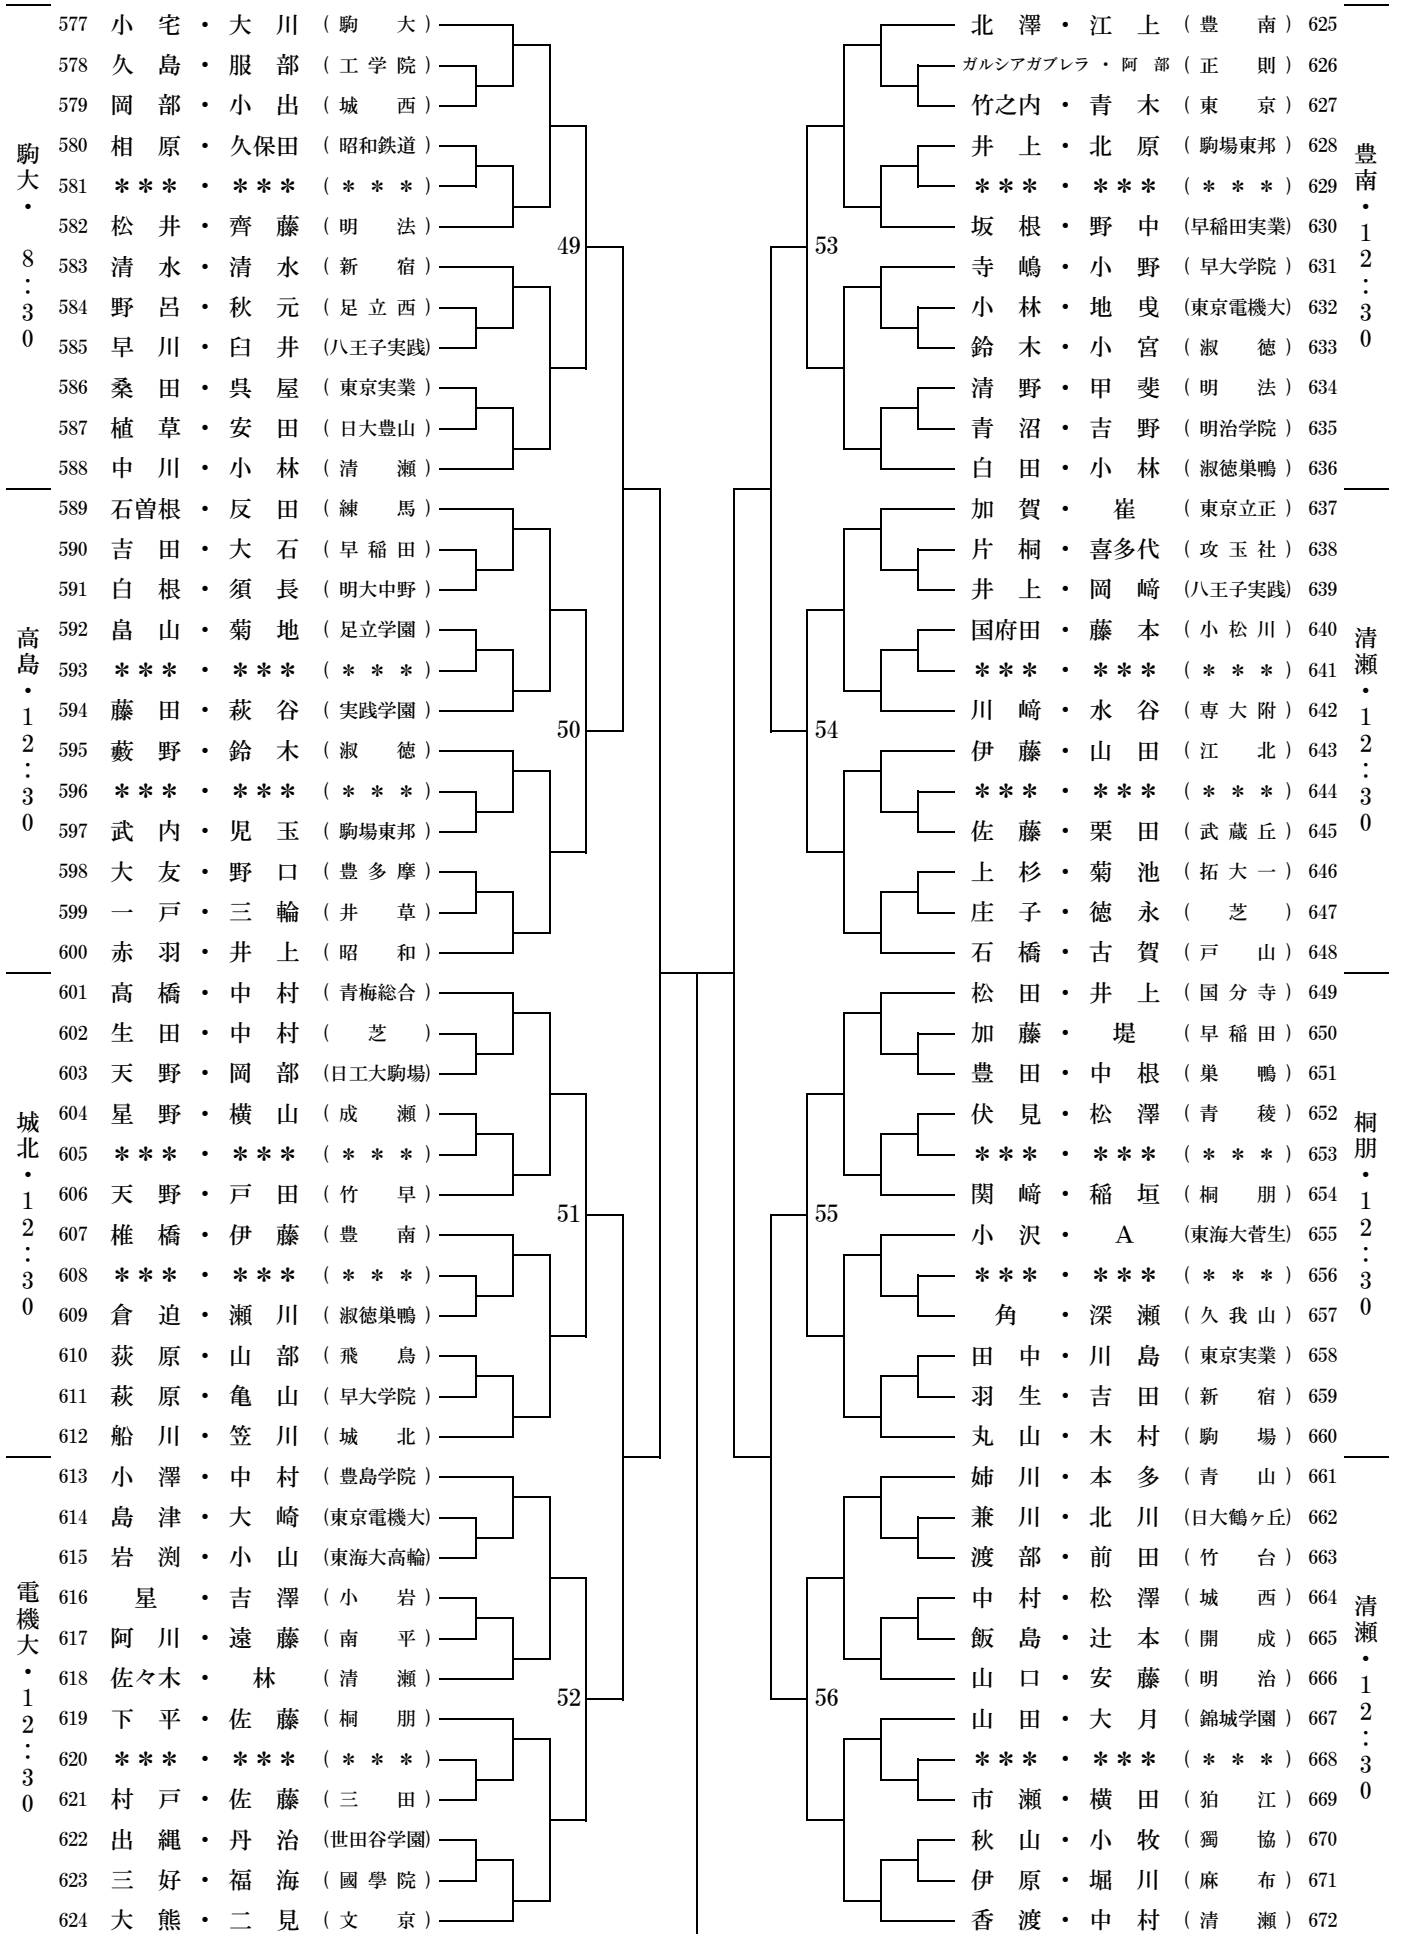 駒大・8:30
577 小宅・大川 (駒大)
578 久島・服部 (工学院)
579 岡部・小出 (城西)
580 相原・久保田 (昭和鉄道)
581 ***・*** (***)
582 松井・齊藤 (明法)
583 清水・清水 (新宿)
584 野呂・秋元 (足立西)
585 早川・臼井 (八王子実践)
586 桑田・呉屋 (東京実業)
587 植草・安田 (日大豊山)
588 中川・小林 (清瀬)
49
高島・12:30
589 石曽根・反田 (練馬)
590 吉田・大石 (早稲田)
591 白根・須長 (明大中野)
592 畠山・菊地 (足立学園)
593 ***・*** (***)
594 藤田・萩谷 (実践学園)
595 藪野・鈴木 (淑徳)
596 ***・*** (***)
597 武内・児玉 (駒場東邦)
598 大友・野口 (豊多摩)
599 一戸・三輪 (井草)
600 赤羽・井上 (昭和)
50
城北・12:30
601 髙橋・中村 (青梅総合)
602 生田・中村 (芝)
603 天野・岡部 (日工大駒場)
604 星野・横山 (成瀬)
605 ***・*** (***)
606 天野・戸田 (竹早)
607 椎橋・伊藤 (豊南)
608 ***・*** (***)
609 倉迫・瀬川 (淑徳巣鴨)
610 荻原・山部 (飛鳥)
611 萩原・亀山 (早大学院)
612 船川・笠川 (城北)
51
電機大・12:30
613 小澤・中村 (豊島学院)
614 島津・大崎 (東京電機大)
615 岩渕・小山 (東海大高輪)
616 星・吉澤 (小岩)
617 阿川・遠藤 (南平)
618 佐々木・林 (清瀬)
619 下平・佐藤 (桐朋)
620 ***・*** (***)
621 村戸・佐藤 (三田)
622 出縄・丹治 (世田谷学園)
623 三好・福海 (國學院)
624 大熊・二見 (文京)
52
豊南・12:30
北澤・江上 (豊南) 625
ガルシアガブレラ・阿部 (正則) 626
竹之内・青木 (東京) 627
井上・北原 (駒場東邦) 628
***・*** (***) 629
坂根・野中 (早稲田実業) 630
寺嶋・小野 (早大学院) 631
小林・地曵 (東京電機大) 632
鈴木・小宮 (淑徳) 633
清野・甲斐 (明法) 634
青沼・吉野 (明治学院) 635
白田・小林 (淑徳巣鴨) 636
53
清瀬・12:30
加賀・崔 (東京立正) 637
片桐・喜多代 (攻玉社) 638
井上・岡﨑 (八王子実践) 639
国府田・藤本 (小松川) 640
***・*** (***) 641
川﨑・水谷 (専大附) 642
伊藤・山田 (江北) 643
***・*** (***) 644
佐藤・栗田 (武蔵丘) 645
上杉・菊池 (拓大一) 646
庄子・徳永 (芝) 647
石橋・古賀 (戸山) 648
54
桐朋・12:30
松田・井上 (国分寺) 649
加藤・堤 (早稲田) 650
豊田・中根 (巣鴨) 651
伏見・松澤 (青稜) 652
***・*** (***) 653
関﨑・稲垣 (桐朋) 654
小沢・A (東海大菅生) 655
***・*** (***) 656
角・深瀬 (久我山) 657
田中・川島 (東京実業) 658
羽生・吉田 (新宿) 659
丸山・木村 (駒場) 660
55
清瀬・12:30
姉川・本多 (青山) 661
兼川・北川 (日大鶴ヶ丘) 662
渡部・前田 (竹台) 663
中村・松澤 (城西) 664
飯島・辻本 (開成) 665
山口・安藤 (明治) 666
山田・大月 (錦城学園) 667
***・*** (***) 668
市瀬・横田 (狛江) 669
秋山・小牧 (獨協) 670
伊原・堀川 (麻布) 671
香渡・中村 (清瀬) 672
56